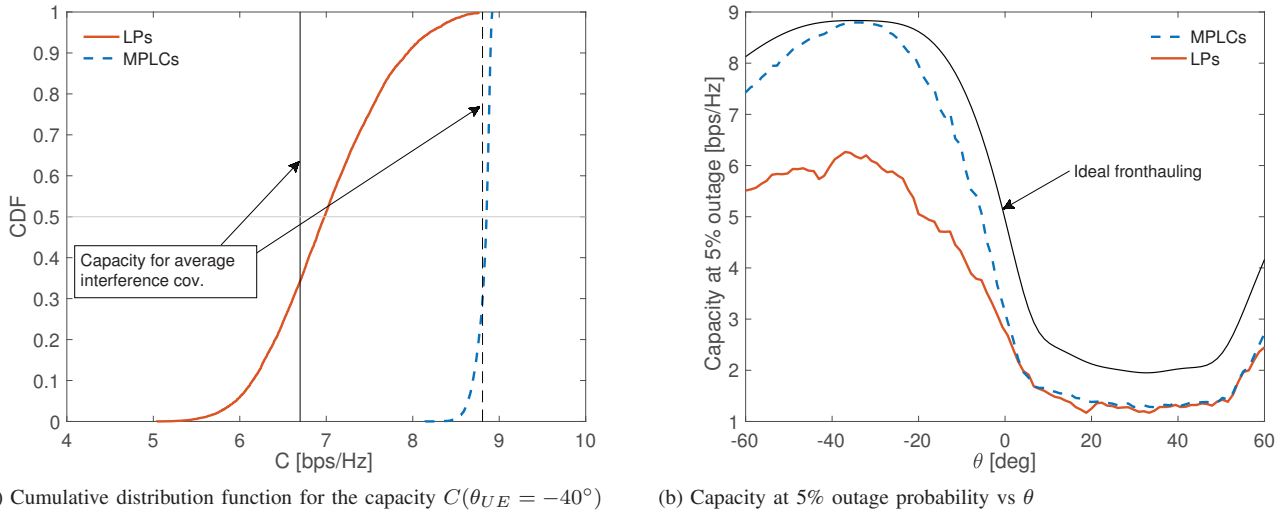 1
0.9
0.8
0.7
0.6
0.5
0.4
0.3
0.2
0.1
0
CDF
LPs
MPLCs
Capacity for average
interference cov.
4 5 6 7 8 9 10
C [bps/Hz]
) Cumulative distribution function for the capacity C(θ_{UE} = −40°)
9
8
7
6
5
4
3
2
1
Capacity at 5% outage [bps/Hz]
MPLCs
LPs
Ideal fronthauling
-60 -40 -20 0 20 40 60
θ [deg]
(b) Capacity at 5% outage probability vs θ